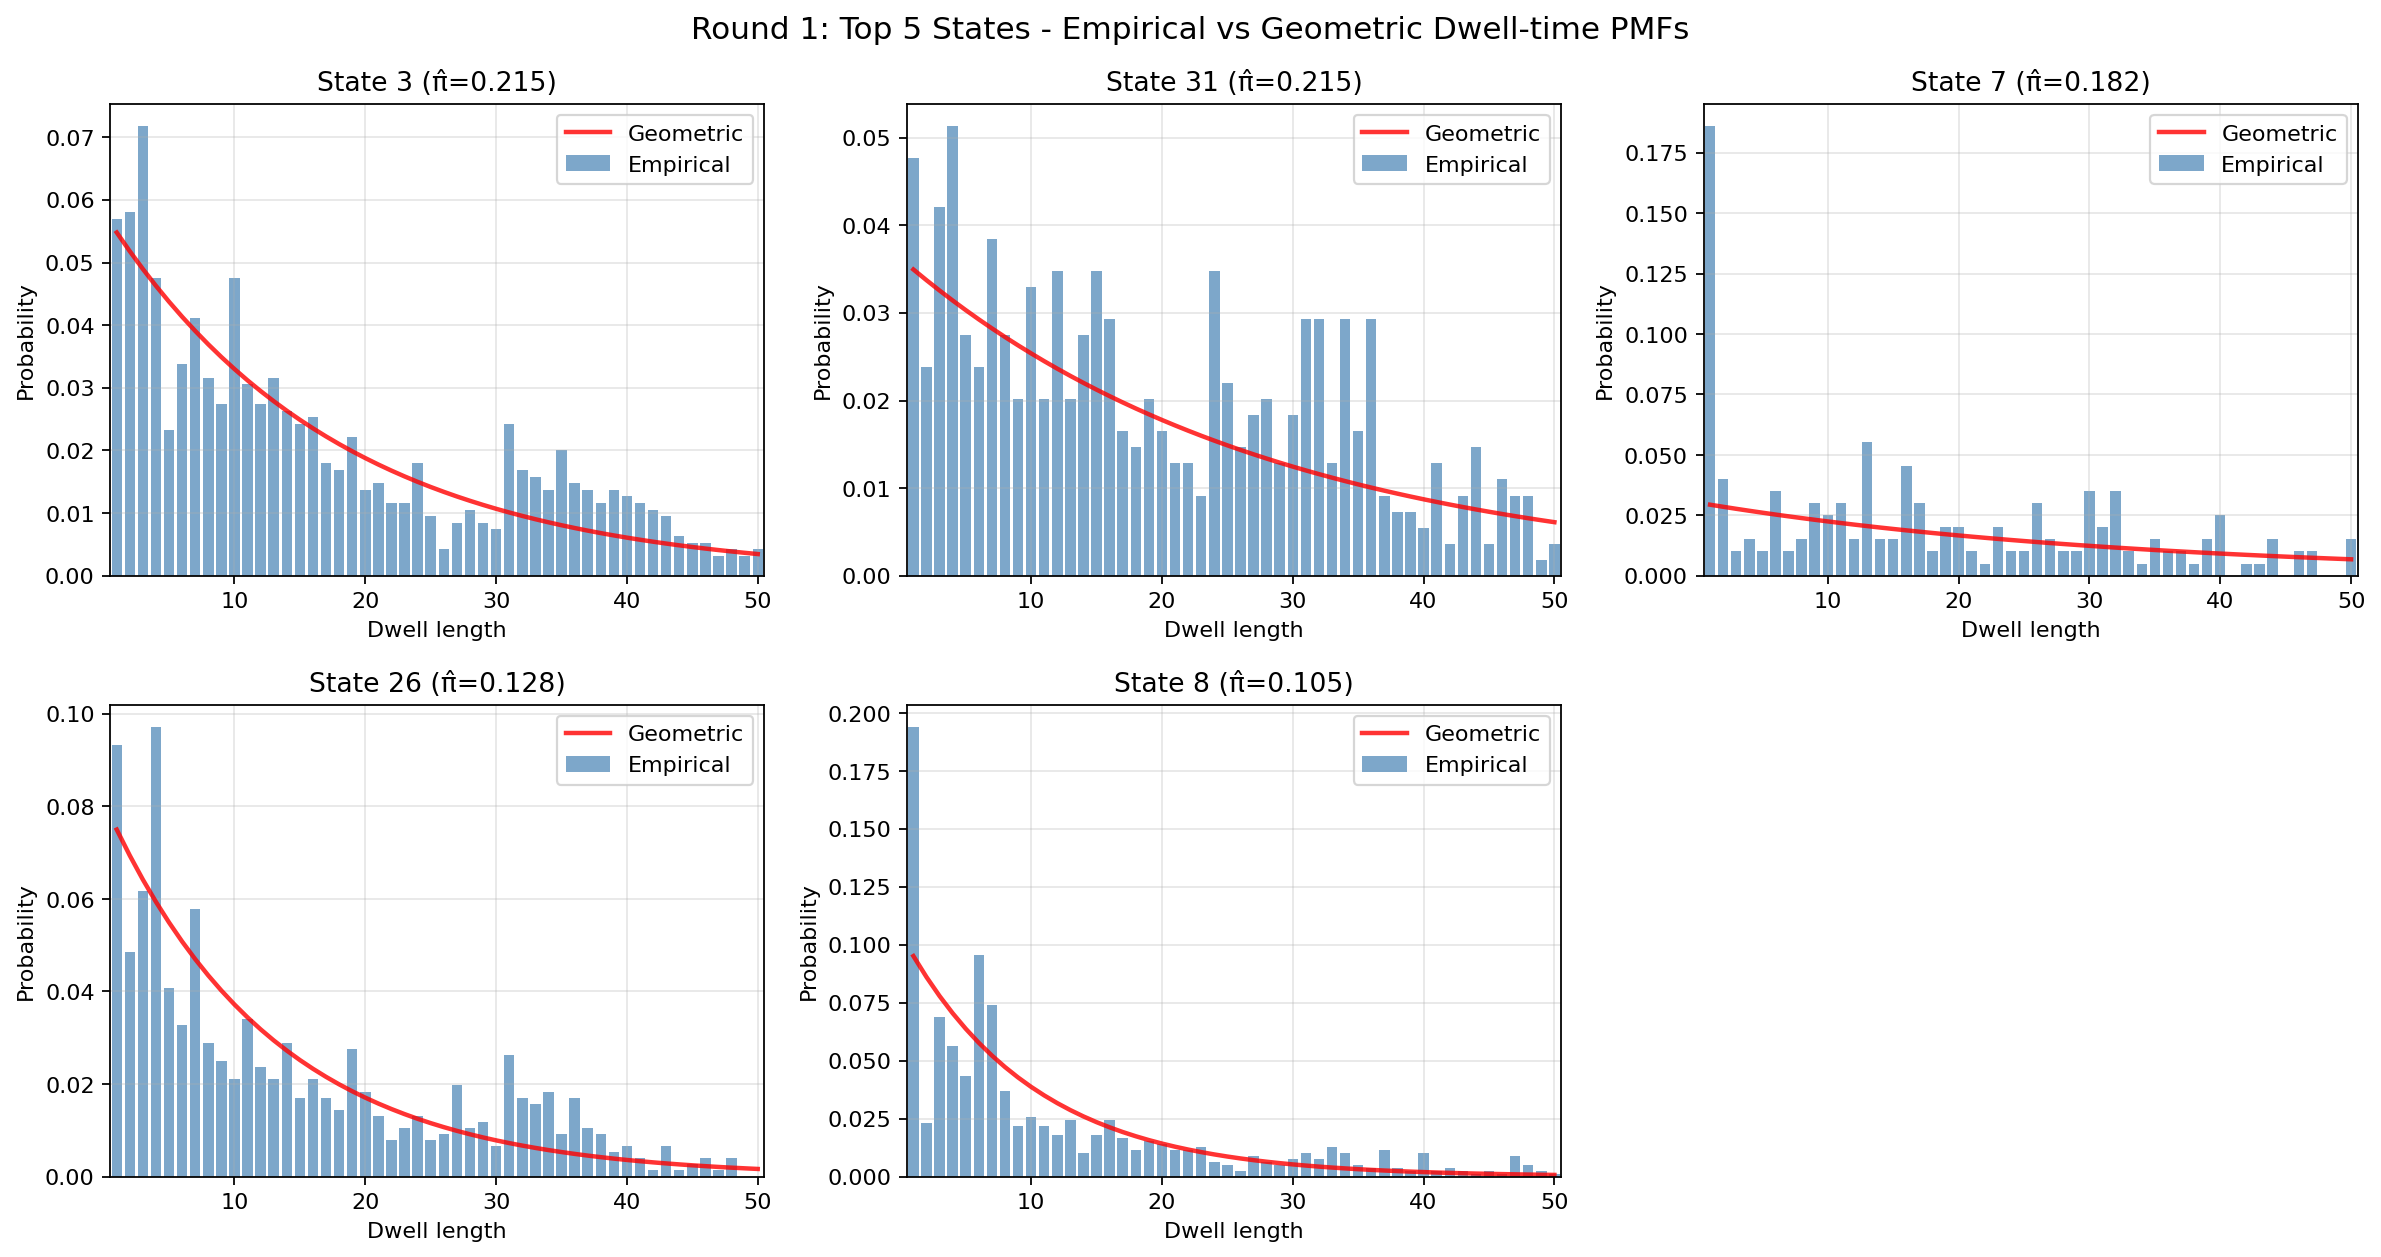 Round 1: Top 5 States - Empirical vs Geometric Dwell-time PMFs
State 3 (π̂=0.215)
Probability
0.07
0.06
0.05
0.04
0.03
0.02
0.01
0.00
Geometric
Empirical
10 20 30 40 50
Dwell length
State 31 (π̂=0.215)
Probability
0.05
0.04
0.03
0.02
0.01
0.00
Geometric
Empirical
10 20 30 40 50
Dwell length
State 7 (π̂=0.182)
Probability
0.175
0.150
0.125
0.100
0.075
0.050
0.025
0.000
Geometric
Empirical
10 20 30 40 50
Dwell length
State 26 (π̂=0.128)
Probability
0.10
0.08
0.06
0.04
0.02
0.00
Geometric
Empirical
10 20 30 40 50
Dwell length
State 8 (π̂=0.105)
Probability
0.200
0.175
0.150
0.125
0.100
0.075
0.050
0.025
0.000
Geometric
Empirical
10 20 30 40 50
Dwell length